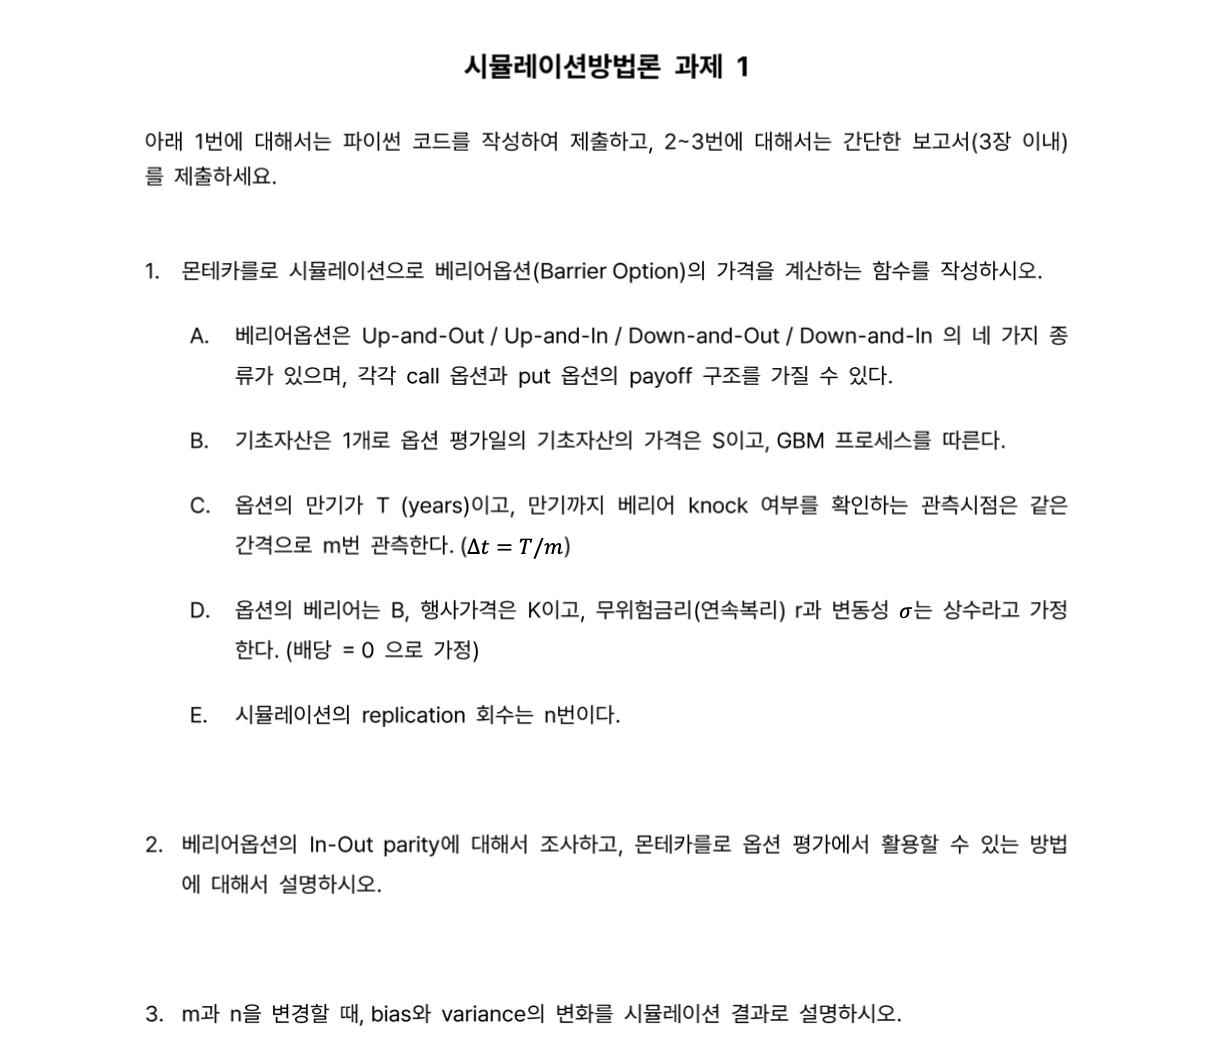 시뮬레이션방법론 과제 1
아래 1번에 대해서는 파이썬 코드를 작성하여 제출하고, 2~3번에 대해서는 간단한 보고서(3장 이내)
를 제출하세요.
1. 몬테카를로 시뮬레이션으로 베리어옵션(Barrier Option)의 가격을 계산하는 함수를 작성하시오.
A. 베리어옵션은 Up-and-Out / Up-and-In / Down-and-Out / Down-and-In 의 네 가지 종
류가 있으며, 각각 call 옵션과 put 옵션의 payoff 구조를 가질 수 있다.
B. 기초자산은 1개로 옵션 평가일의 기초자산의 가격은 S이고, GBM 프로세스를 따른다.
C. 옵션의 만기가 T (years)이고, 만기까지 베리어 knock 여부를 확인하는 관측시점은 같은
간격으로 m번 관측한다. (Δt = T/m)
D. 옵션의 베리어는 B, 행사가격은 K이고, 무위험금리(연속복리) r과 변동성 σ는 상수라고 가정
한다. (배당 = 0 으로 가정)
E. 시뮬레이션의 replication 회수는 n번이다.
2. 베리어옵션의 In-Out parity에 대해서 조사하고, 몬테카를로 옵션 평가에서 활용할 수 있는 방법
에 대해서 설명하시오.
3. m과 n을 변경할 때, bias와 variance의 변화를 시뮬레이션 결과로 설명하시오.